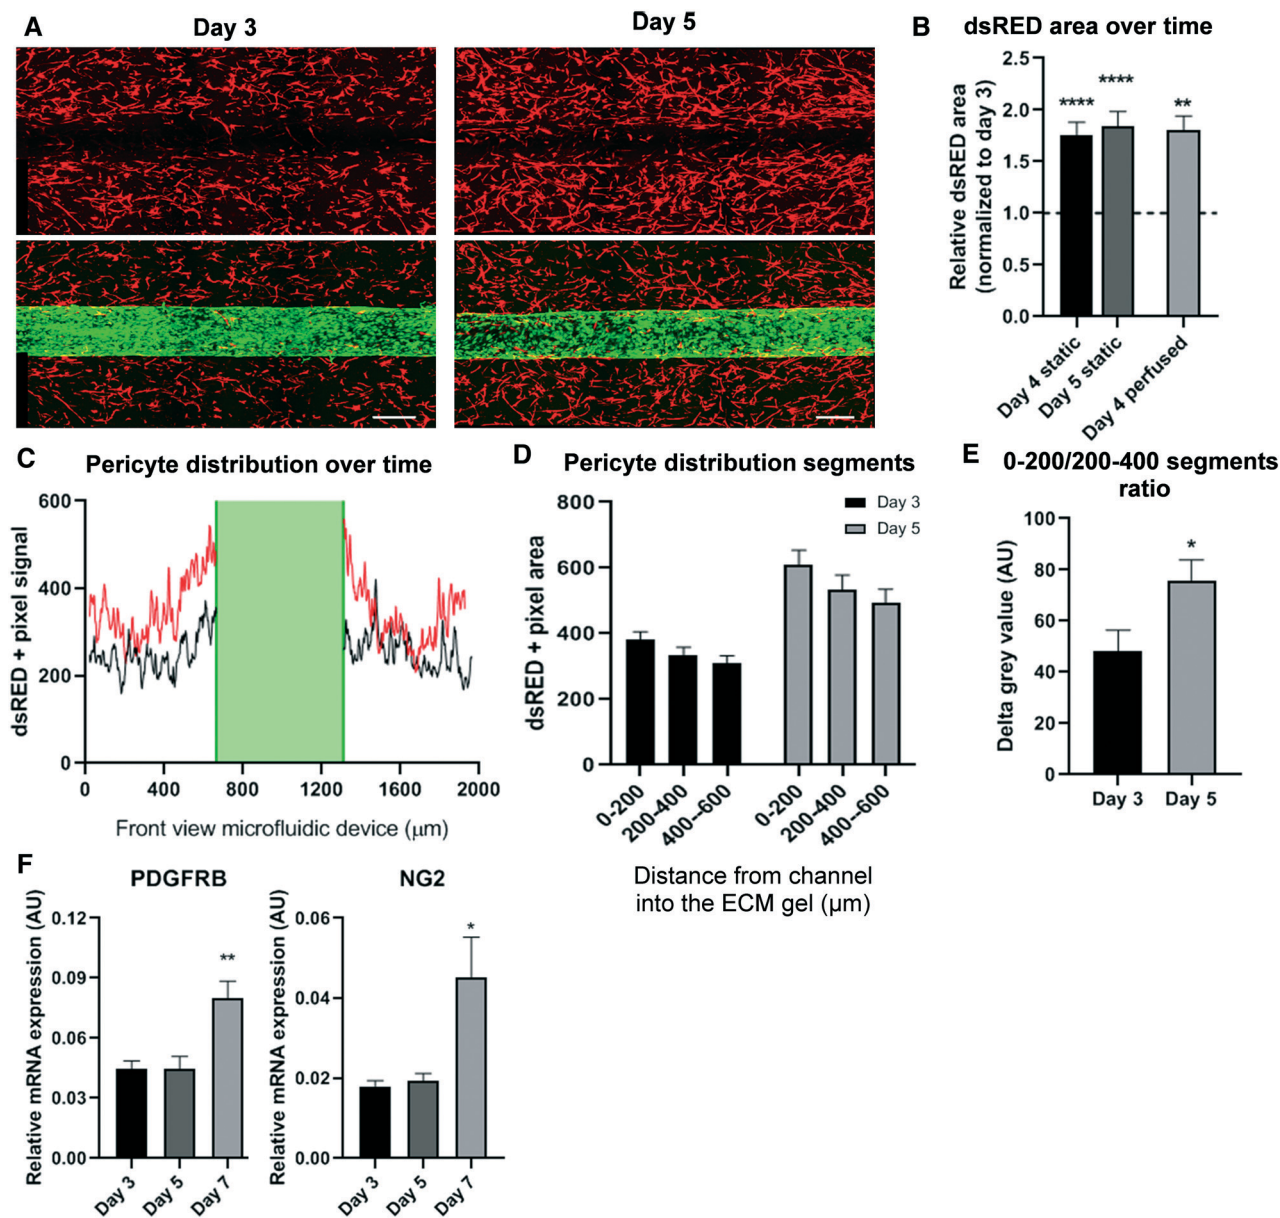 A
Day 3
Day 5
B
dsRED area over time
Relative dsRED area
(normalized to day 3)
2.5
2.0
1.5
1.0
0.5
0.0
****
****
**
Day 4 static
Day 5 static
Day 4 perfused
C
Pericyte distribution over time
dsRED + pixel signal
600
400
200
0
0
400
800
1200
1600
2000
Front view microfluidic device (μm)
D
Pericyte distribution segments
dsRED + pixel area
800
600
400
200
0
Day 3
Day 5
0-200
200-400
400--600
0-200
200-400
400--600
Distance from channel
into the ECM gel (μm)
E
0-200/200-400 segments
ratio
Delta grey value (AU)
100
80
60
40
20
0
*
Day 3
Day 5
F
PDGFRB
Relative mRNA expression (AU)
0.12
0.09
0.06
0.03
0.00
**
Day 3
Day 5
Day 7
NG2
Relative mRNA expression (AU)
0.06
0.04
0.02
0.00
*
Day 3
Day 5
Day 7